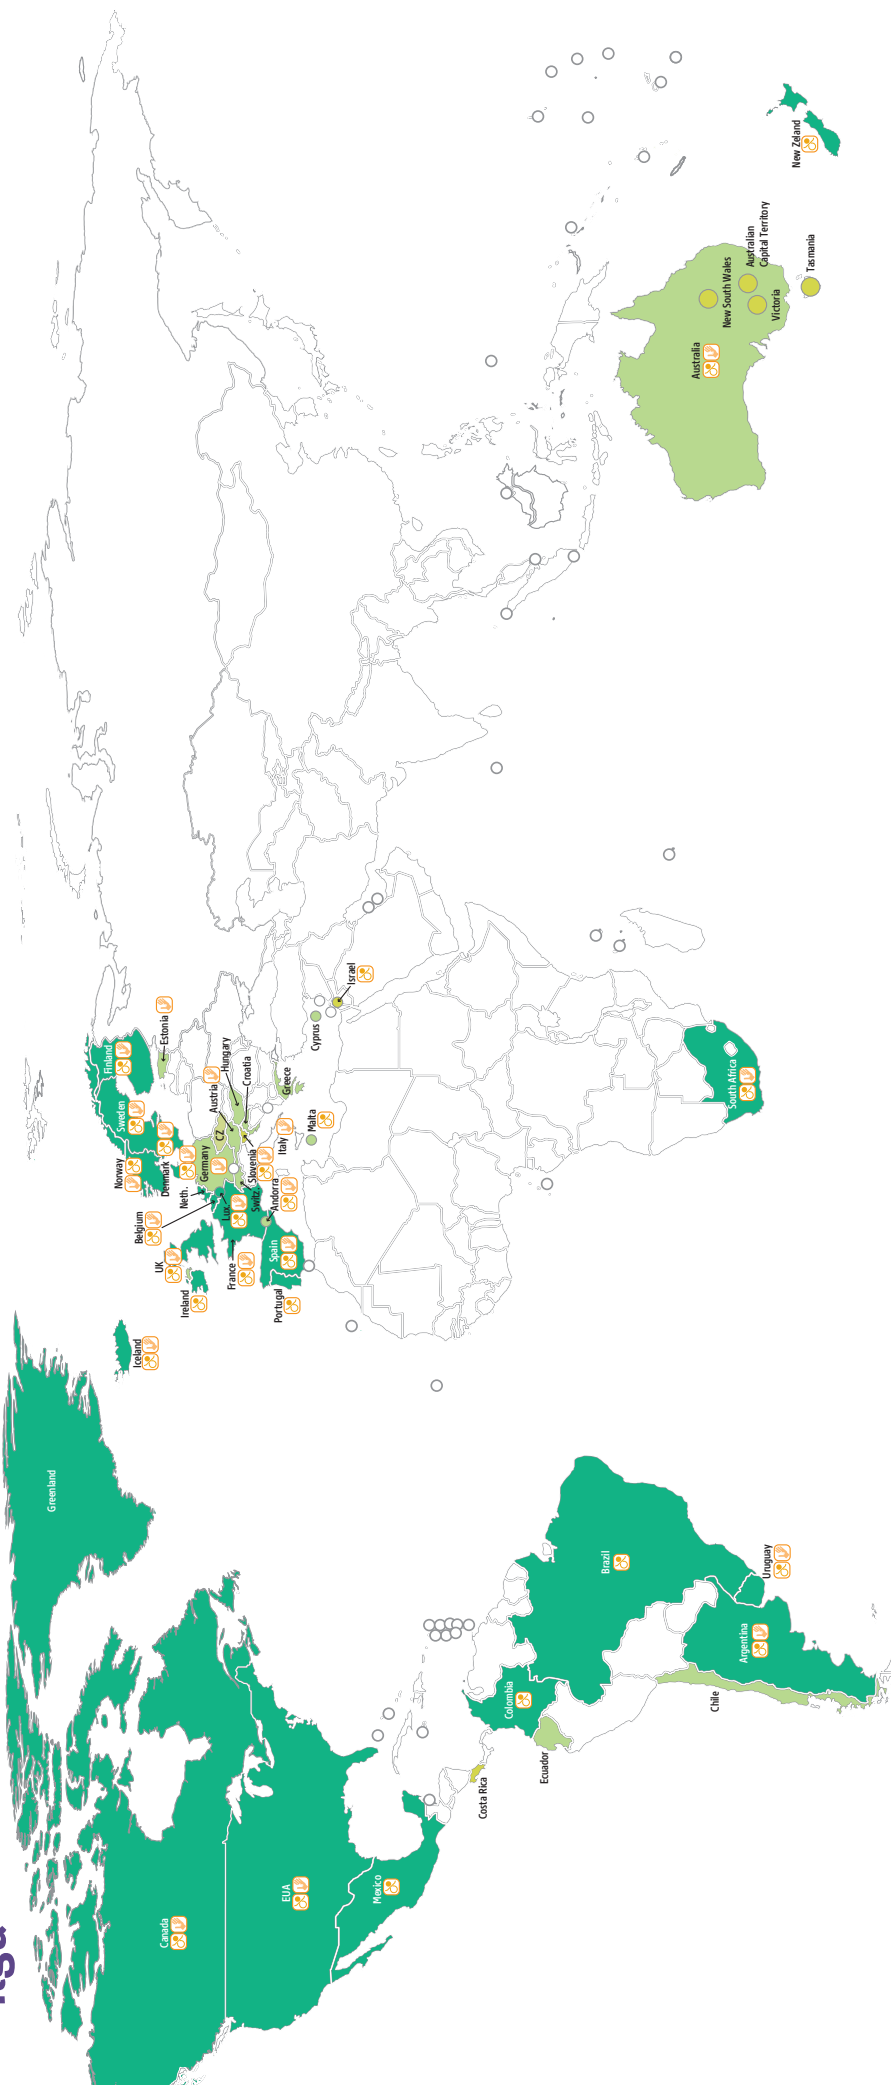 ilga
Canada
EUA
Mexico
Greenland
Costa Rica
Colombia
Ecuador
Brazil
Chile
Argentina
Uruguay
Iceland
Ireland
UK
Portugal
Spain
France
Belgium
Neth.
Lux
Andorra
Switz.
Germany
Denmark
Norway
Sweden
Finland
Estonia
CZ
Austria
Hungary
Croatia
Slovenia
Italy
Greece
Malta
Cyprus
Israel
South Africa
Australia
New South Wales
Australian
Capital Territory
Victoria
Tasmania
New Zeland